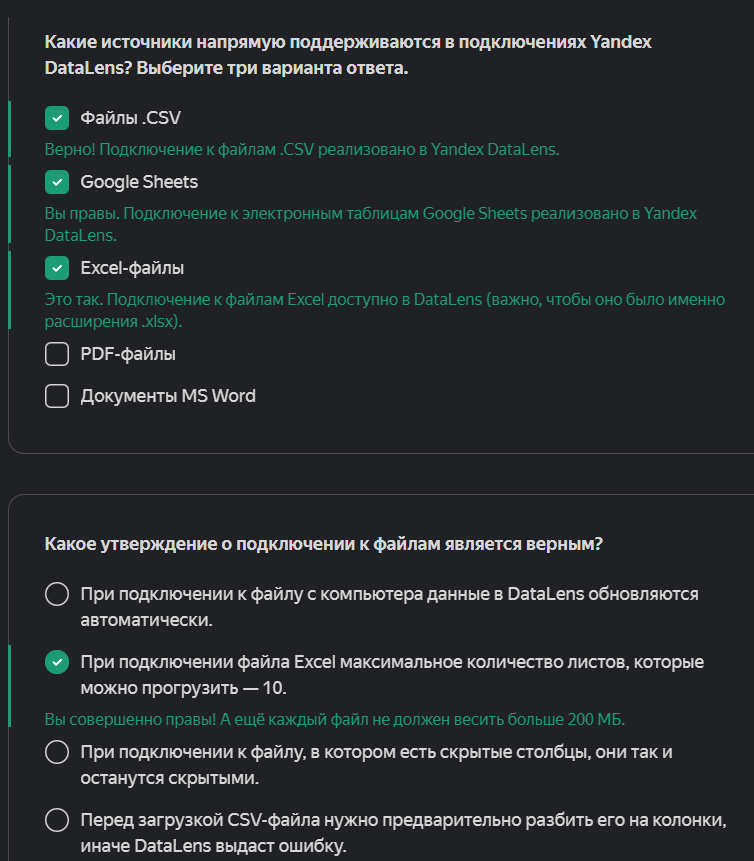 Какие источники напрямую поддерживаются в подключениях Yandex
DataLens? Выберите три варианта ответа.
Файлы .CSV
Верно! Подключение к файлам .CSV реализовано в Yandex DataLens.
Google Sheets
Вы правы. Подключение к электронным таблицам Google Sheets реализовано в Yandex
DataLens.
Excel-файлы
Это так. Подключение к файлам Excel доступно в DataLens (важно, чтобы оно было именно
расширения .xlsx).
PDF-файлы
Документы MS Word
Какое утверждение о подключении к файлам является верным?
При подключении к файлу с компьютера данные в DataLens обновляются
автоматически.
При подключении файла Excel максимальное количество листов, которые
можно прогрузить — 10.
Вы совершенно правы! А ещё каждый файл не должен весить больше 200 МБ.
При подключении к файлу, в котором есть скрытые столбцы, они так и
останутся скрытыми.
Перед загрузкой CSV-файла нужно предварительно разбить его на колонки,
иначе DataLens выдаст ошибку.